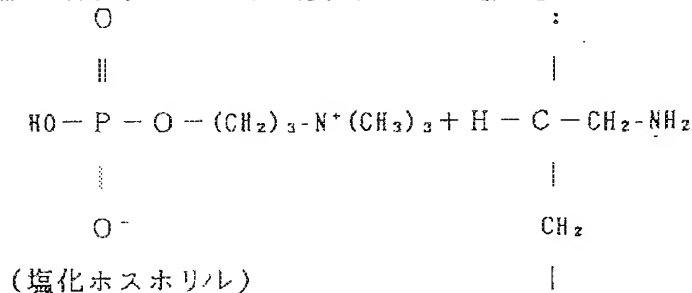 O :
‖ |
HO－P－O－(CH₂)₃-N⁺(CH₃)₃+H－C－CH₂-NH₂
| |
O⁻ CH₂
(塩化ホスホリル) |